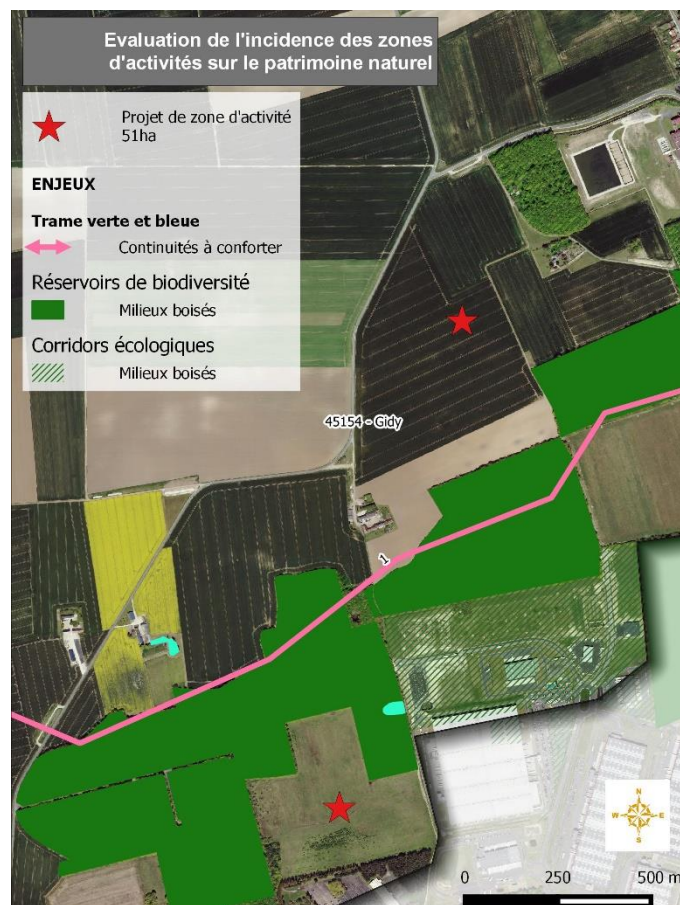 Evaluation de l'incidence des zones
d'activités sur le patrimoine naturel
Projet de zone d'activité
51ha
ENJEUX
Trame verte et bleue
Continuités à conforter
Réservoirs de biodiversité
Milieux boisés
Corridors écologiques
Milieux boisés
45154 - Gidy
1
N
W E
S
0 250 500 m